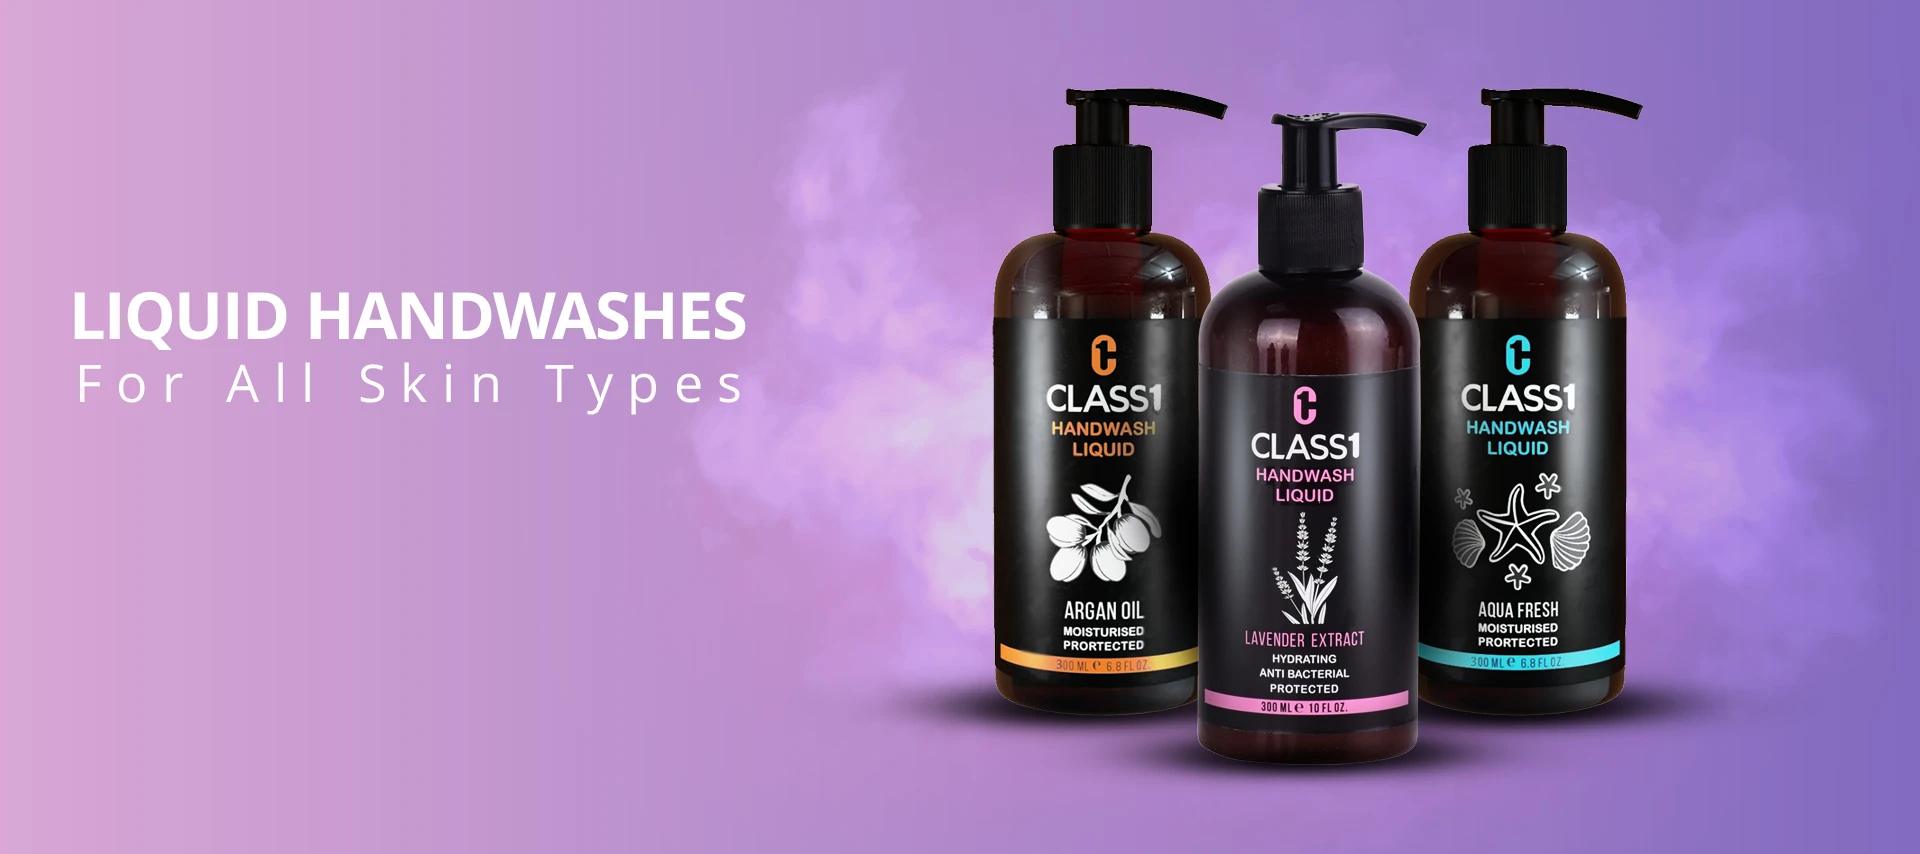 LIQUID HANDWASHES
For All Skin Types
CLASS1
HANDWASH
LIQUID
ARGAN OIL
MOISTURISED
PRORTECTED
300 ML e 6.8 FL OZ.
CLASS1
HANDWASH
LIQUID
LAVENDER EXTRACT
HYDRATING
ANTI BACTERIAL
PROTECTED
300 ML e 10 FL OZ.
CLASS1
HANDWASH
LIQUID
AQUA FRESH
MOISTURISED
PRORTECTED
300 ML e 6.8 FL OZ.